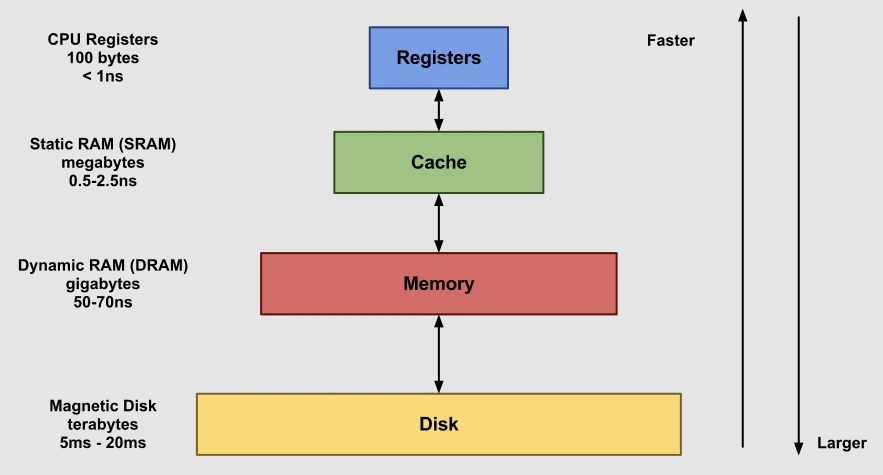 CPU Registers
100 bytes
< 1ns
Registers
Faster
Static RAM (SRAM)
megabytes
0.5-2.5ns
Cache
Dynamic RAM (DRAM)
gigabytes
50-70ns
Memory
Magnetic Disk
terabytes
5ms - 20ms
Disk
Larger